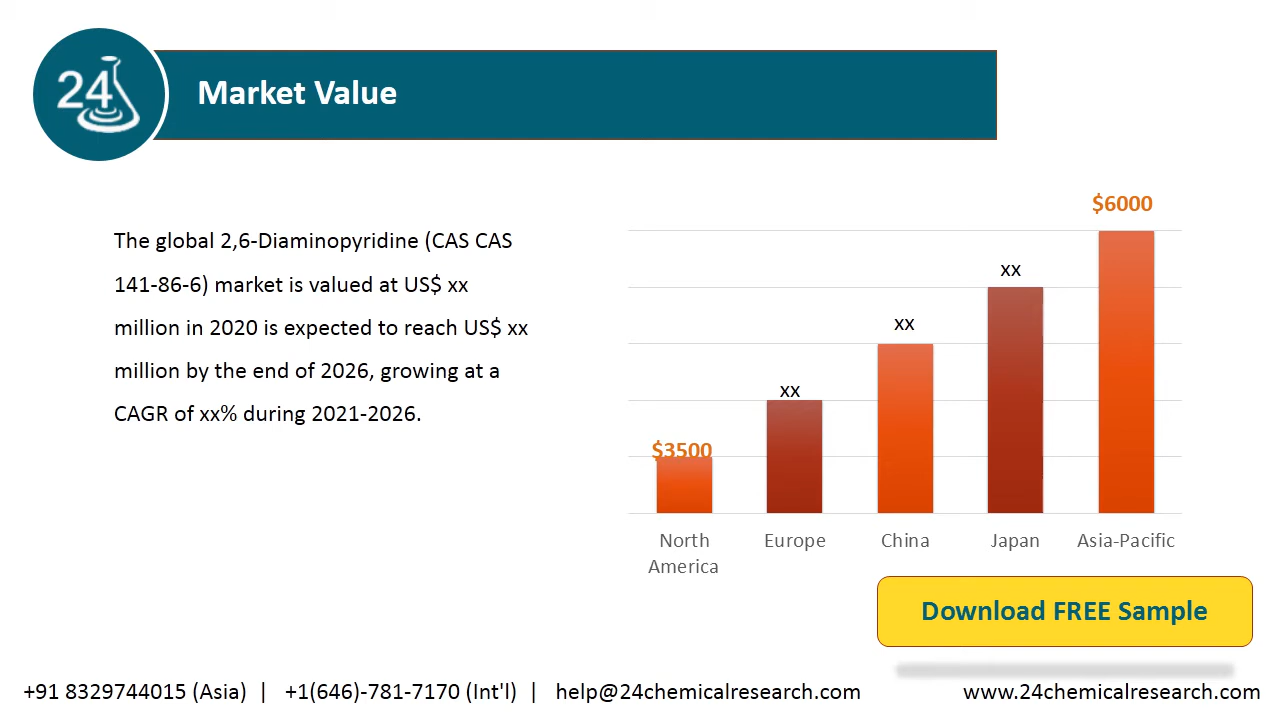 24
Market Value
The global 2,6-Diaminopyridine (CAS CAS
141-86-6) market is valued at US$ xx
million in 2020 is expected to reach US$ xx
million by the end of 2026, growing at a
CAGR of xx% during 2021-2026.
$6000
xx
xx
xx
$3500
North
America
Europe
China
Japan
Asia-Pacific
Download FREE Sample
+91 8329744015 (Asia) | +1(646)-781-7170 (Int'l) | help@24chemicalresearch.com
www.24chemicalresearch.com